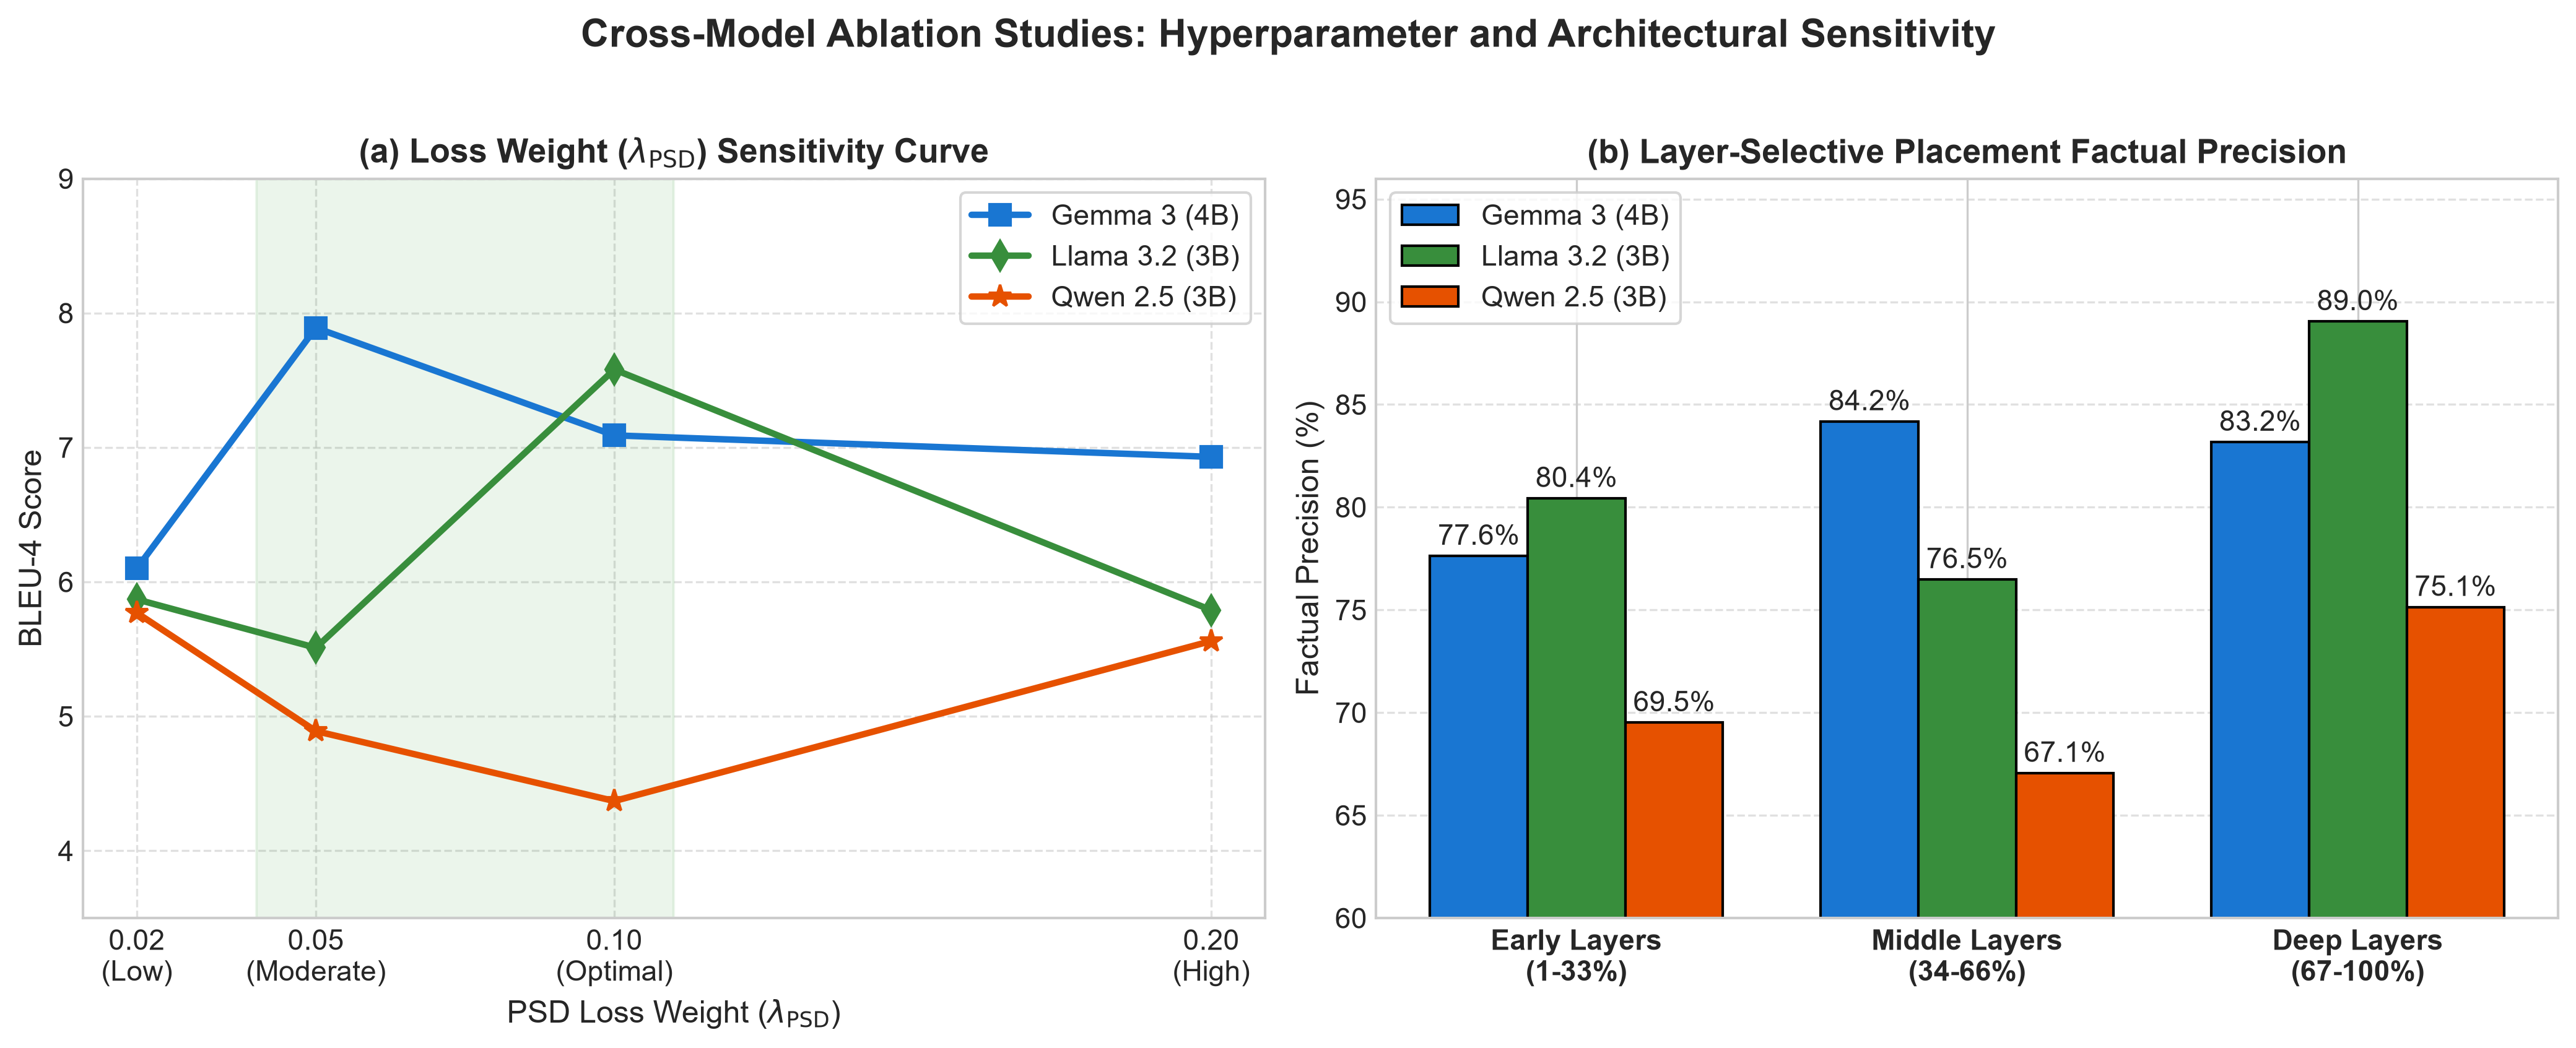 Cross-Model Ablation Studies: Hyperparameter and Architectural Sensitivity
(a) Loss Weight (λPSD) Sensitivity Curve
BLEU-4 Score
9
8
7
6
5
4
Gemma 3 (4B)
Llama 3.2 (3B)
Qwen 2.5 (3B)
0.02 0.05 0.10 0.20
(Low) (Moderate) (Optimal) (High)
PSD Loss Weight (λPSD)
(b) Layer-Selective Placement Factual Precision
Factual Precision (%)
95
90
85
80
75
70
65
60
Gemma 3 (4B)
Llama 3.2 (3B)
Qwen 2.5 (3B)
77.6% 80.4% 69.5%
84.2% 76.5% 67.1%
83.2% 89.0% 75.1%
Early Layers Middle Layers Deep Layers
(1-33%) (34-66%) (67-100%)